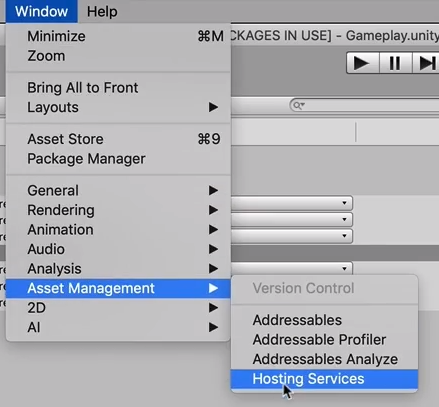 Window Help
CKAGES IN USE] - Gameplay.unity
Minimize ⌘M
Zoom
Bring All to Front
Layouts
Asset Store ⌘9
Package Manager
General
Rendering
Animation
Audio
Analysis
Asset Management
2D
AI
Version Control
Addressables
Addressable Profiler
Addressables Analyze
Hosting Services